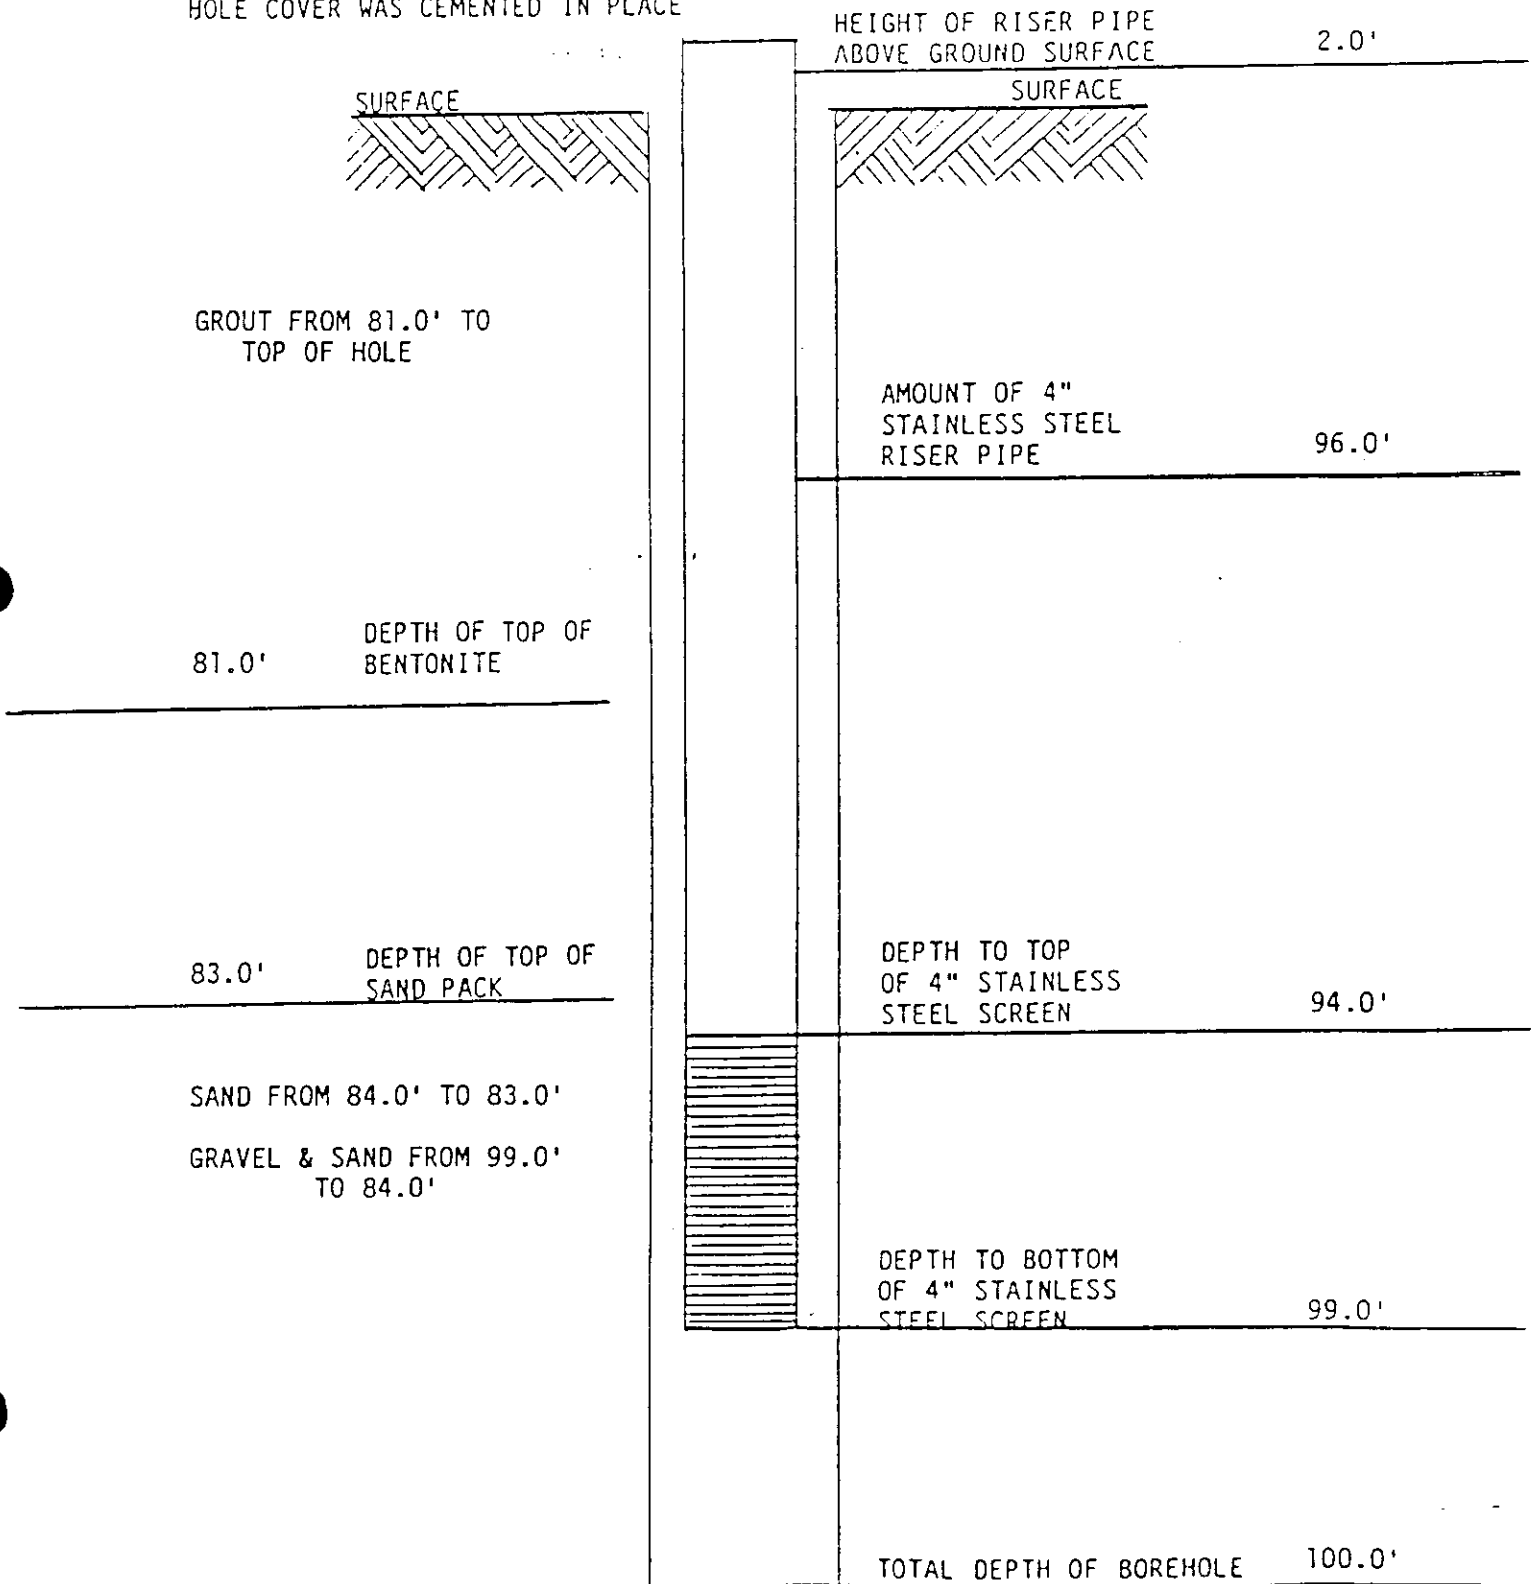 HOLE COVER WAS CEMENTED IN PLACE
HEIGHT OF RISER PIPE
ABOVE GROUND SURFACE 2.0'
SURFACE
SURFACE
GROUT FROM 81.0' TO
TOP OF HOLE
AMOUNT OF 4"
STAINLESS STEEL
RISER PIPE 96.0'
DEPTH OF TOP OF
81.0' BENTONITE
DEPTH OF TOP OF
83.0' SAND PACK
DEPTH TO TOP
OF 4" STAINLESS
STEEL SCREEN 94.0'
SAND FROM 84.0' TO 83.0'
GRAVEL & SAND FROM 99.0'
TO 84.0'
DEPTH TO BOTTOM
OF 4" STAINLESS
STEEL SCREEN 99.0'
TOTAL DEPTH OF BOREHOLE 100.0'